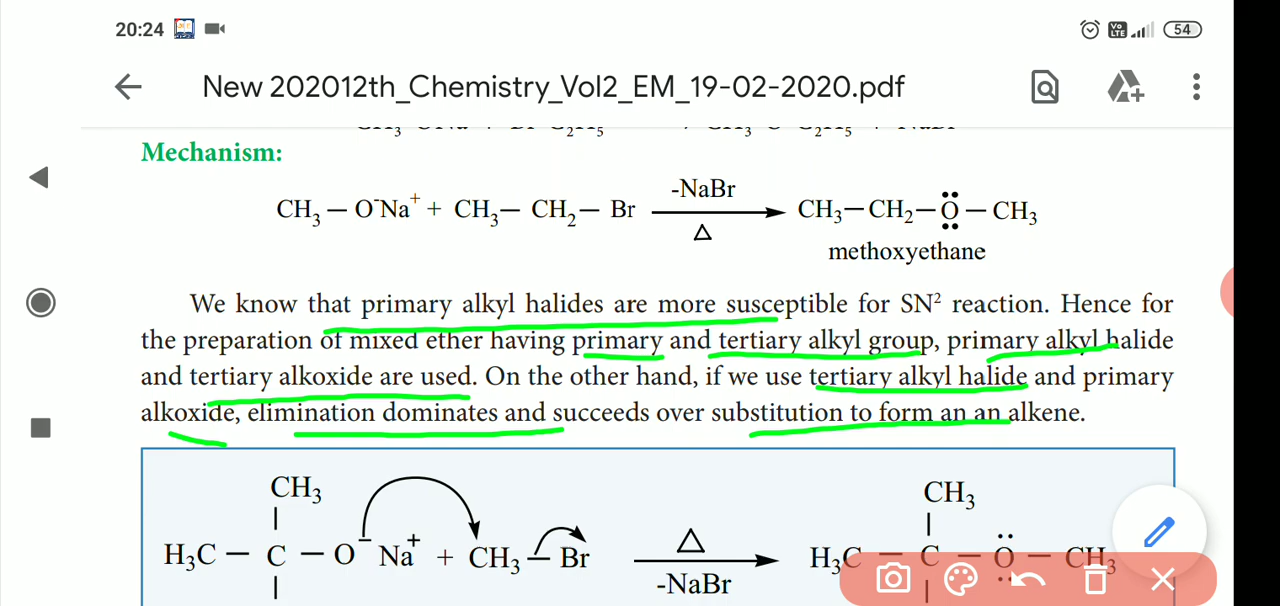 20:24 Vo LTE 54
New 202012th_Chemistry_Vol2_EM_19-02-2020.pdf
Mechanism:
-NaBr
CH₃ — O⁻Na⁺ + CH₃— CH₂— Br → CH₃—CH₂—Ö — CH₃
△
methoxyethane
We know that primary alkyl halides are more susceptible for SN² reaction. Hence for
the preparation of mixed ether having primary and tertiary alkyl group, primary alkyl halide
and tertiary alkoxide are used. On the other hand, if we use tertiary alkyl halide and primary
alkoxide, elimination dominates and succeeds over substitution to form an an alkene.
CH₃ CH₃
H₃C — C — O⁻ Na⁺ + CH₃ — Br △ → H₃C — C — Ö — CH₃
-NaBr